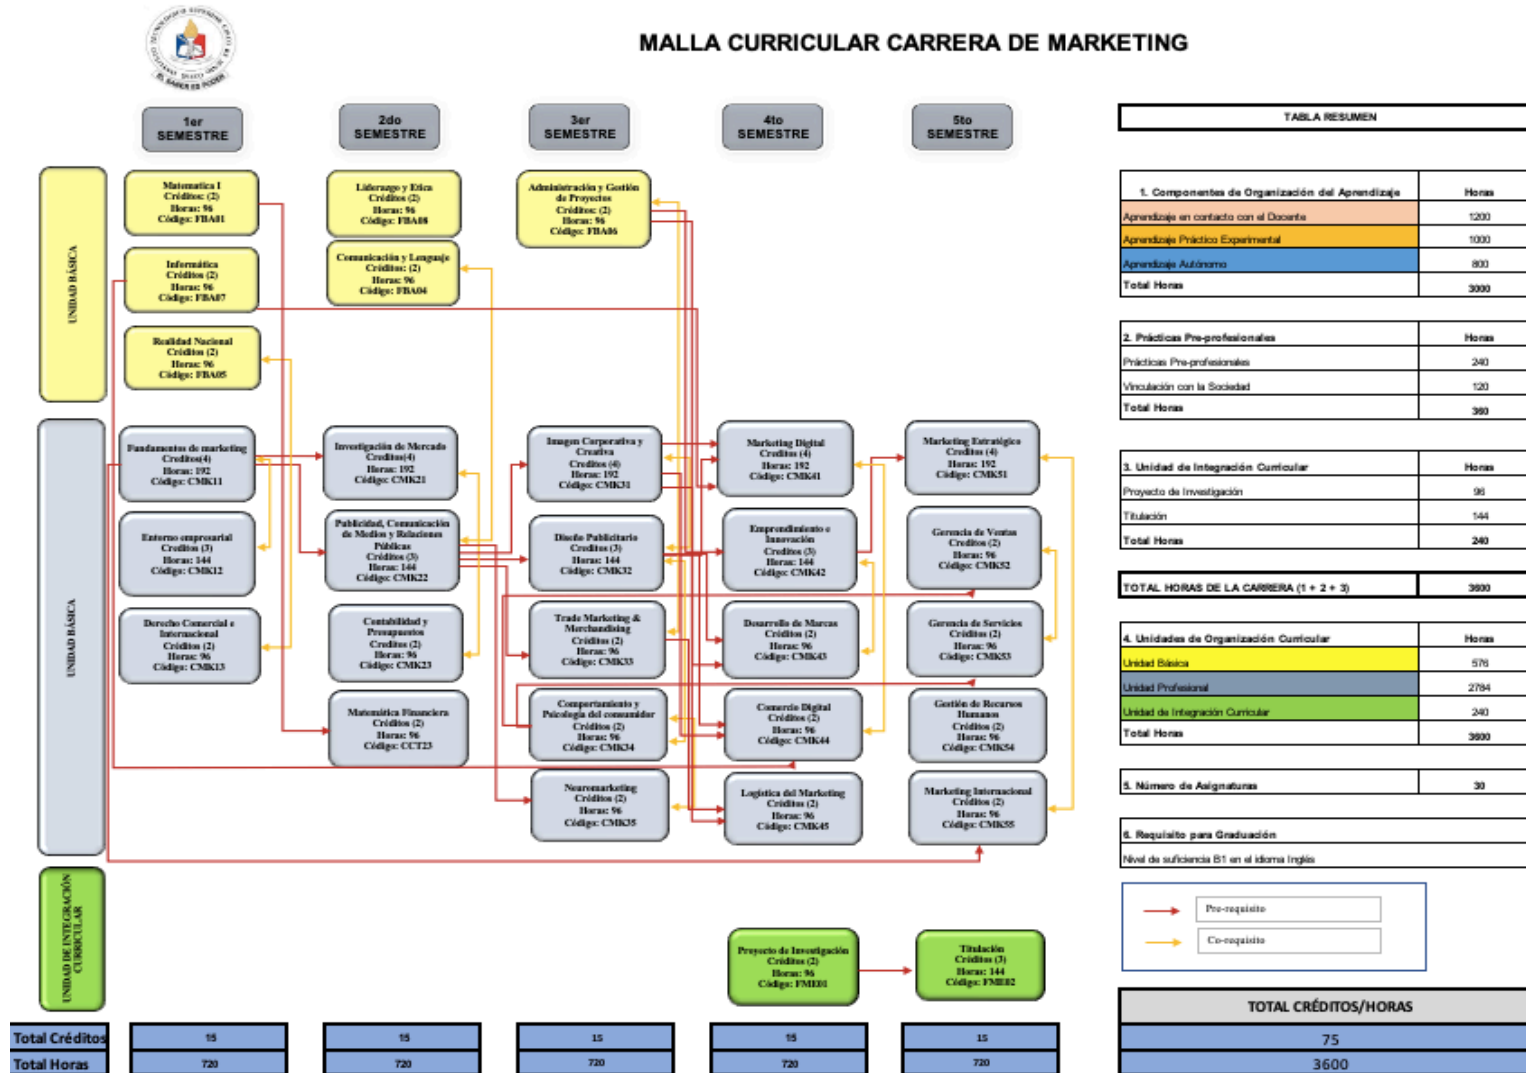 EL SABER ES PODER
MALLA CURRICULAR CARRERA DE MARKETING
1er
SEMESTRE
2do
SEMESTRE
3er
SEMESTRE
4to
SEMESTRE
5to
SEMESTRE
UNIDAD BÁSICA
Matematica I
Créditos: (2)
Horas: 96
Código: FBA01
Liderazgo y Etica
Créditos (2)
Horas: 96
Código: FBA08
Administración y Gestión
de Proyectos
Créditos: (2)
Horas: 96
Código: FBA06
Informática
Créditos (2)
Horas: 96
Código: FBA07
Comunicación y Lenguaje
Créditos: (2)
Horas: 96
Código: FBA04
Realidad Nacional
Créditos (2)
Horas: 96
Código: FBA05
UNIDAD BÁSICA
Fundamentos de marketing
Creditos(4)
Horas: 192
Código: CMK11
Investigación de Mercado
Creditos(4)
Horas: 192
Código: CMK21
Imagen Corporativa y
Creativa
Creditos (4)
Horas: 192
Código: CMK31
Marketing Digital
Creditos (4)
Horas: 192
Código: CMK41
Marketing Estratégico
Creditos (4)
Horas: 192
Código: CMK51
Entorno empresarial
Creditos (3)
Horas: 144
Código: CMK12
Publicidad, Comunicación
de Medios y Relaciones
Públicas
Créditos (3)
Horas: 144
Código: CMK22
Diseño Publicitario
Creditos (3)
Horas: 144
Código: CMK32
Emprendimiento e
Innovación
Creditos (3)
Horas: 144
Código: CMK42
Gerencia de Ventas
Creditos (2)
Horas: 96
Código: CMK52
Derecho Comercial e
Internacional
Créditos (2)
Horas: 96
Código: CMK13
Contabilidad y
Presupuestos
Creditos (2)
Horas: 96
Código: CMK23
Trade Marketing &
Merchandising
Créditos (2)
Horas: 96
Código: CMK33
Desarrollo de Marcas
Créditos (2)
Horas: 96
Código: CMK43
Gerencia de Servicios
Créditos (2)
Horas: 96
Código: CMK53
Matemática Financiera
Créditos (2)
Horas: 96
Código: CCT23
Comportamiento y
Psicología del consumidor
Créditos (2)
Horas: 96
Código: CMK34
Comercio Digital
Créditos (2)
Horas: 96
Código: CMK44
Gestión de Recursos
Humanos
Créditos (2)
Horas: 96
Código: CMK54
Neuromarketing
Créditos (2)
Horas: 96
Código: CMK35
Logística del Marketing
Créditos (2)
Horas: 96
Código: CMK45
Marketing Internacional
Créditos (2)
Horas: 96
Código: CMK55
UNIDAD DE INTEGRACIÓN
CURRICULAR
Proyecto de Investigación
Créditos (2)
Horas: 96
Código: FME01
Titulación
Créditos (3)
Horas: 144
Código: FME02
Total Créditos 15 15 15 15 15
Total Horas 720 720 720 720 720
TABLA RESUMEN
1. Componentes de Organización del Aprendizaje Horas
Aprendizaje en contacto con el Docente 1200
Aprendizaje Práctico Experimental 1000
Aprendizaje Autónomo 800
Total Horas 3000
2. Prácticas Pre-profesionales Horas
Prácticas Pre-profesionales 240
Vinculación con la Sociedad 120
Total Horas 360
3. Unidad de Integración Curricular Horas
Proyecto de Investigación 96
Titulación 144
Total Horas 240
TOTAL HORAS DE LA CARRERA (1 + 2 + 3) 3600
4. Unidades de Organización Curricular Horas
Unidad Básica 576
Unidad Profesional 2784
Unidad de Integración Curricular 240
Total Horas 3600
5. Número de Asignaturas 30
6. Requisito para Graduación
Nivel de suficiencia B1 en el idioma Inglés
Pre-requisito
Co-requisito
TOTAL CRÉDITOS/HORAS
75
3600